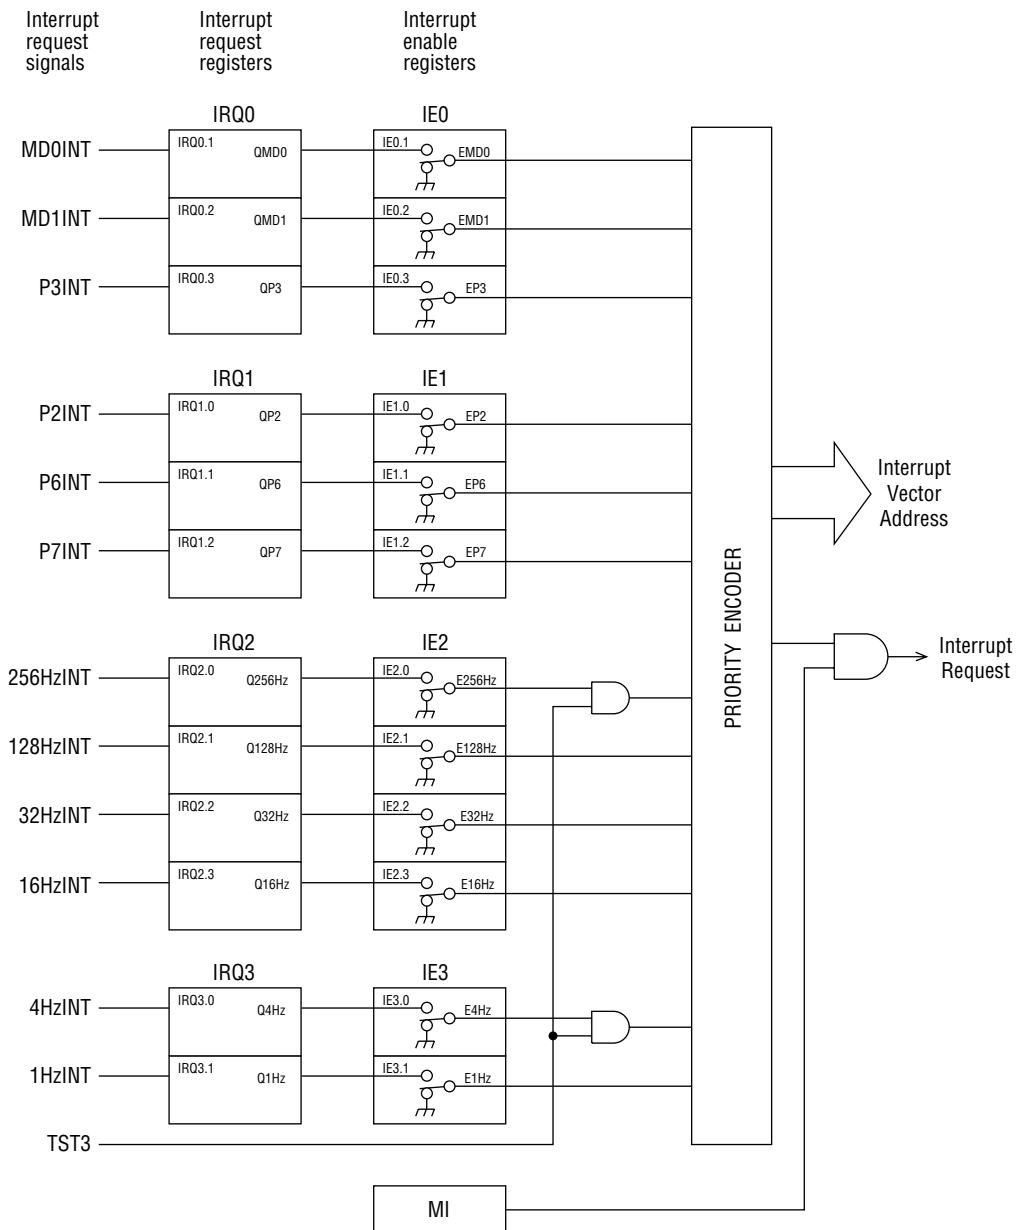 Interrupt
request
signals
Interrupt
request
registers
Interrupt
enable
registers
IRQ0
IE0
MD0INT
IRQ0.1
QMD0
IE0.1
EMD0
MD1INT
IRQ0.2
QMD1
IE0.2
EMD1
P3INT
IRQ0.3
QP3
IE0.3
EP3
IRQ1
IE1
P2INT
IRQ1.0
QP2
IE1.0
EP2
P6INT
IRQ1.1
QP6
IE1.1
EP6
P7INT
IRQ1.2
QP7
IE1.2
EP7
IRQ2
IE2
256HzINT
IRQ2.0
Q256Hz
IE2.0
E256Hz
128HzINT
IRQ2.1
Q128Hz
IE2.1
E128Hz
32HzINT
IRQ2.2
Q32Hz
IE2.2
E32Hz
16HzINT
IRQ2.3
Q16Hz
IE2.3
E16Hz
IRQ3
IE3
4HzINT
IRQ3.0
Q4Hz
IE3.0
E4Hz
1HzINT
IRQ3.1
Q1Hz
IE3.1
E1Hz
TST3
MI
PRIORITY ENCODER
Interrupt
Vector
Address
Interrupt
Request